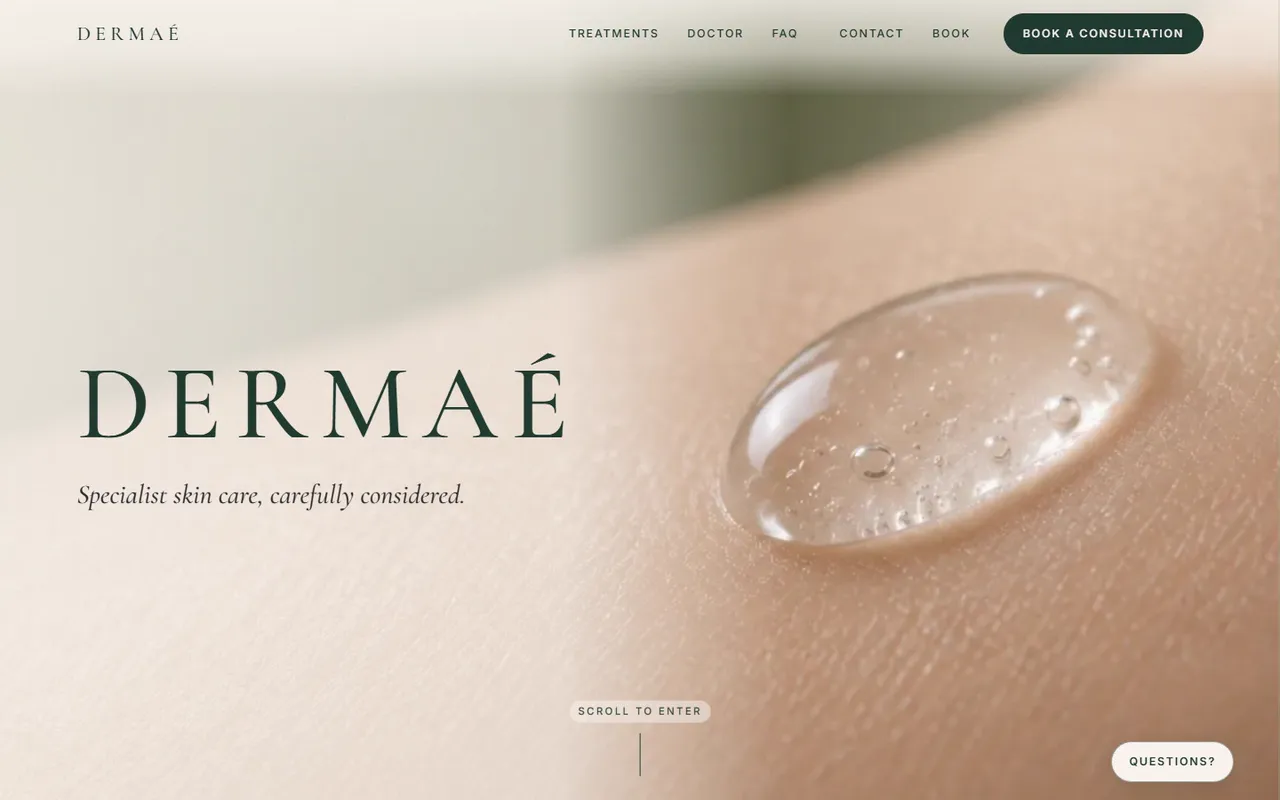 DERMAÉ
TREATMENTS DOCTOR FAQ CONTACT BOOK BOOK A CONSULTATION
DERMAÉ
Specialist skin care, carefully considered.
SCROLL TO ENTER
QUESTIONS?